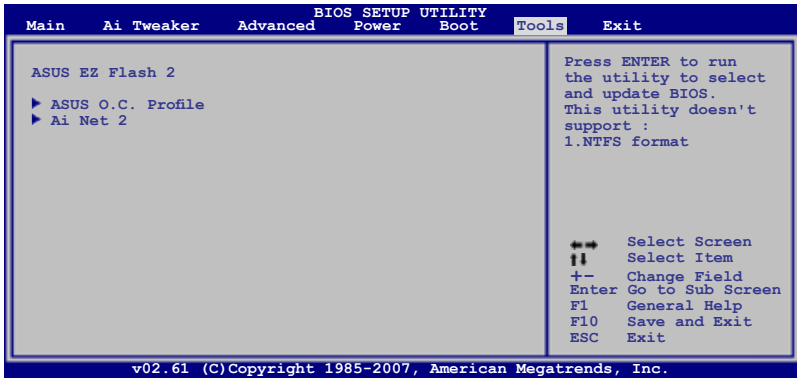 BIOS SETUP UTILITY
Main Ai Tweaker Advanced Power Boot Tools Exit
ASUS EZ Flash 2
ASUS O.C. Profile
Ai Net 2
Press ENTER to run
the utility to select
and update BIOS.
This utility doesn't
support :
1.NTFS format
Select Screen
Select Item
+- Change Field
Enter Go to Sub Screen
F1 General Help
F10 Save and Exit
ESC Exit
v02.61 (C)Copyright 1985-2007, American Megatrends, Inc.